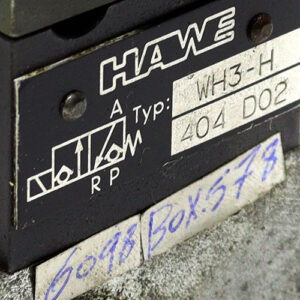 HAWE
A Typ: WH3-H
404 D02
R P
6098 BOX:578